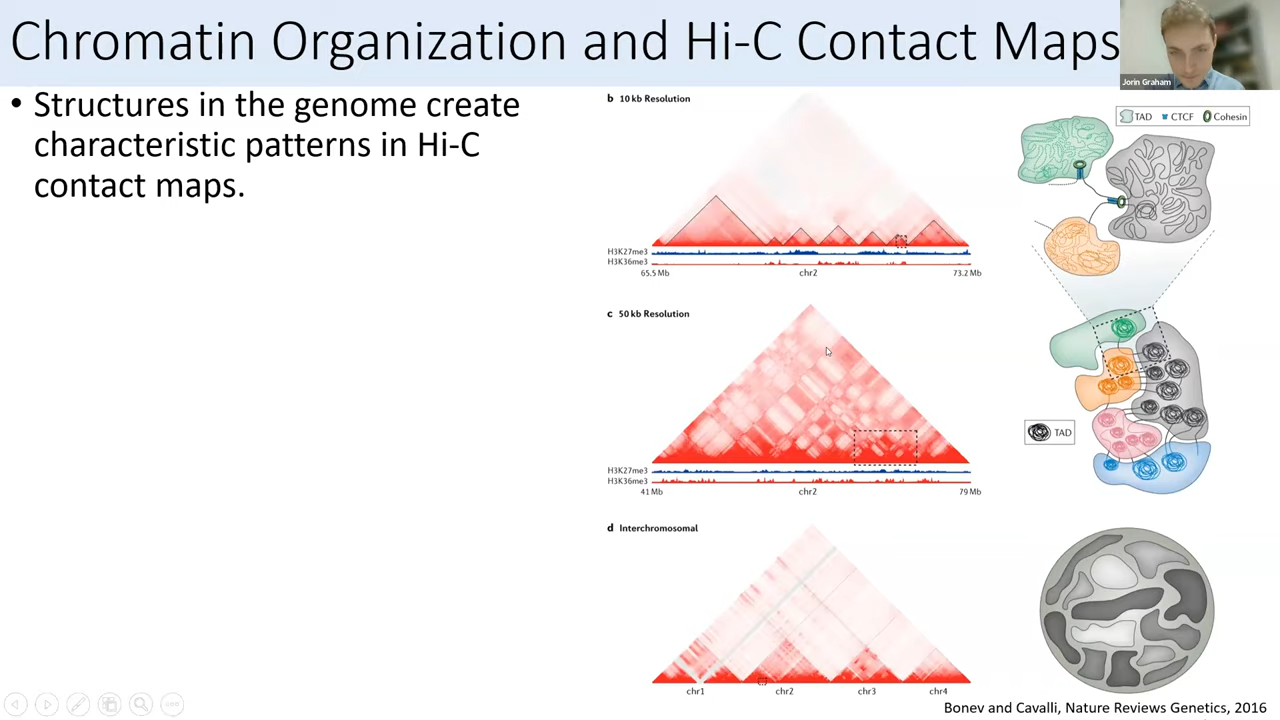 Chromatin Organization and Hi-C Contact Maps
Jorin Graham
• Structures in the genome create
characteristic patterns in Hi-C
contact maps.
b 10 kb Resolution
H3K27me3
H3K36me3
65.5 Mb chr2 73.2 Mb
c 50 kb Resolution
H3K27me3
H3K36me3
41 Mb chr2 79 Mb
d Interchromosomal
chr1 chr2 chr3 chr4
TAD CTCF Cohesin
TAD
Bonev and Cavalli, Nature Reviews Genetics, 2016